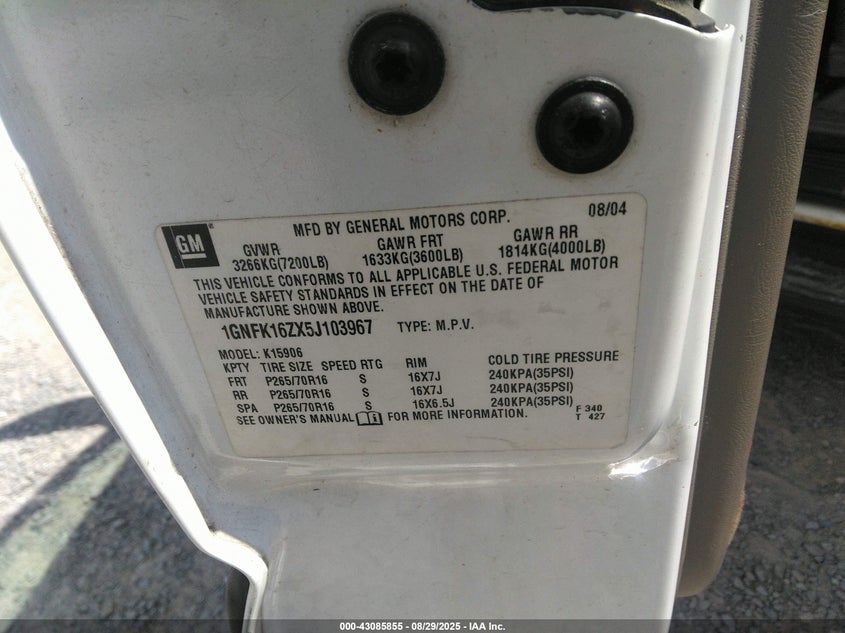 MFD BY GENERAL MOTORS CORP. 08/04
GM
GVWR GAWR FRT GAWR RR
3266KG(7200LB) 1633KG(3600LB) 1814KG(4000LB)
THIS VEHICLE CONFORMS TO ALL APPLICABLE U.S. FEDERAL MOTOR
VEHICLE SAFETY STANDARDS IN EFFECT ON THE DATE OF
MANUFACTURE SHOWN ABOVE.
1GNFK16ZX5J103967 TYPE: M.P.V.
MODEL: K15906
KPTY TIRE SIZE SPEED RTG RIM COLD TIRE PRESSURE
FRT P265/70R16 S 16X7J 240KPA(35PSI)
RR P265/70R16 S 16X7J 240KPA(35PSI)
SPA P265/70R16 S 16X6.5J 240KPA(35PSI)
SEE OWNER'S MANUAL FOR MORE INFORMATION.
F 340
T 427
000-43085855 - 08/29/2025 - IAA Inc.